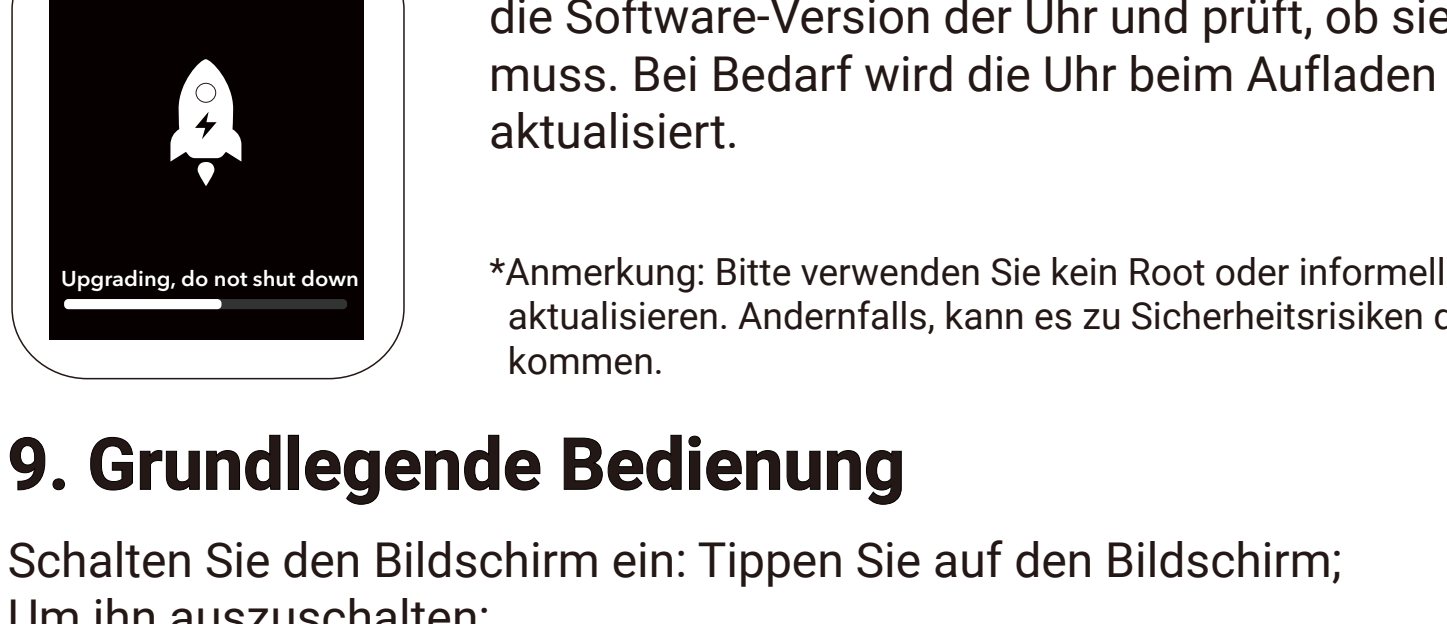 die Software-Version der Uhr und prüft, ob sie
muss. Bei Bedarf wird die Uhr beim Aufladen
aktualisiert.
Upgrading, do not shut down
*Anmerkung: Bitte verwenden Sie kein Root oder informell
aktualisieren. Andernfalls, kann es zu Sicherheitsrisiken
kommen.
9. Grundlegende Bedienung
Schalten Sie den Bildschirm ein: Tippen Sie auf den Bildschirm;
Um ihn auszuschalten: